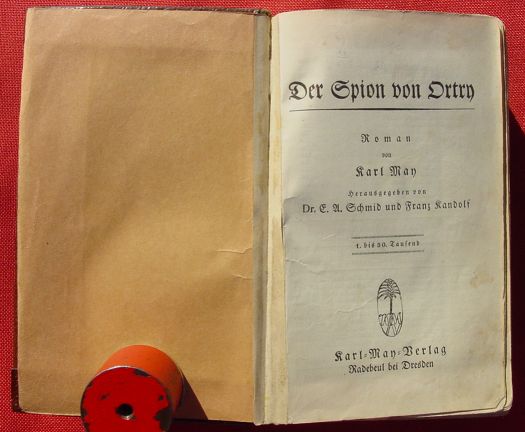 Der Spion von Ortry
Roman
von
Karl May
Herausgegeben von
Dr. E. A. Schmid und Franz Kandolf
1. bis 30. Tausend
Karl-May-Verlag
Radebeul bei Dresden